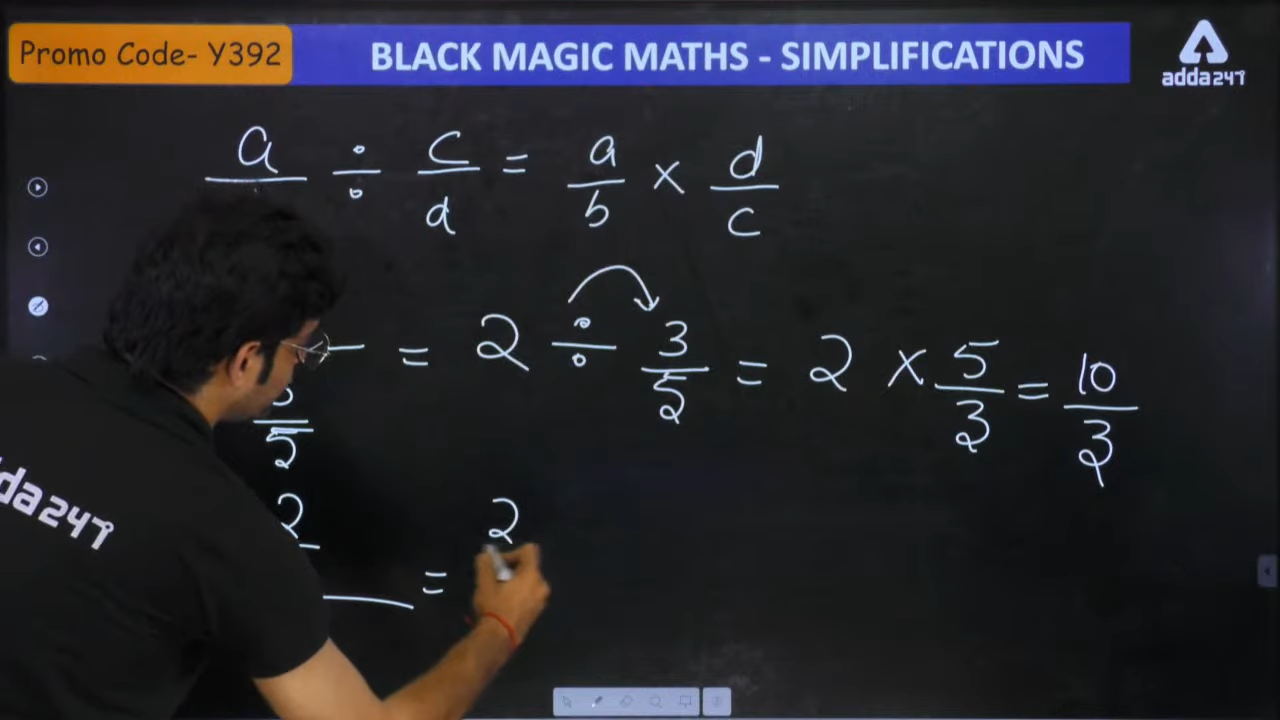 Promo Code- Y392
BLACK MAGIC MATHS - SIMPLIFICATIONS
adda247
a ÷ c/d = a/b × d/c
= 2 ÷ 3/5 = 2 × 5/3 = 10/3
5
2
= 2
dda247